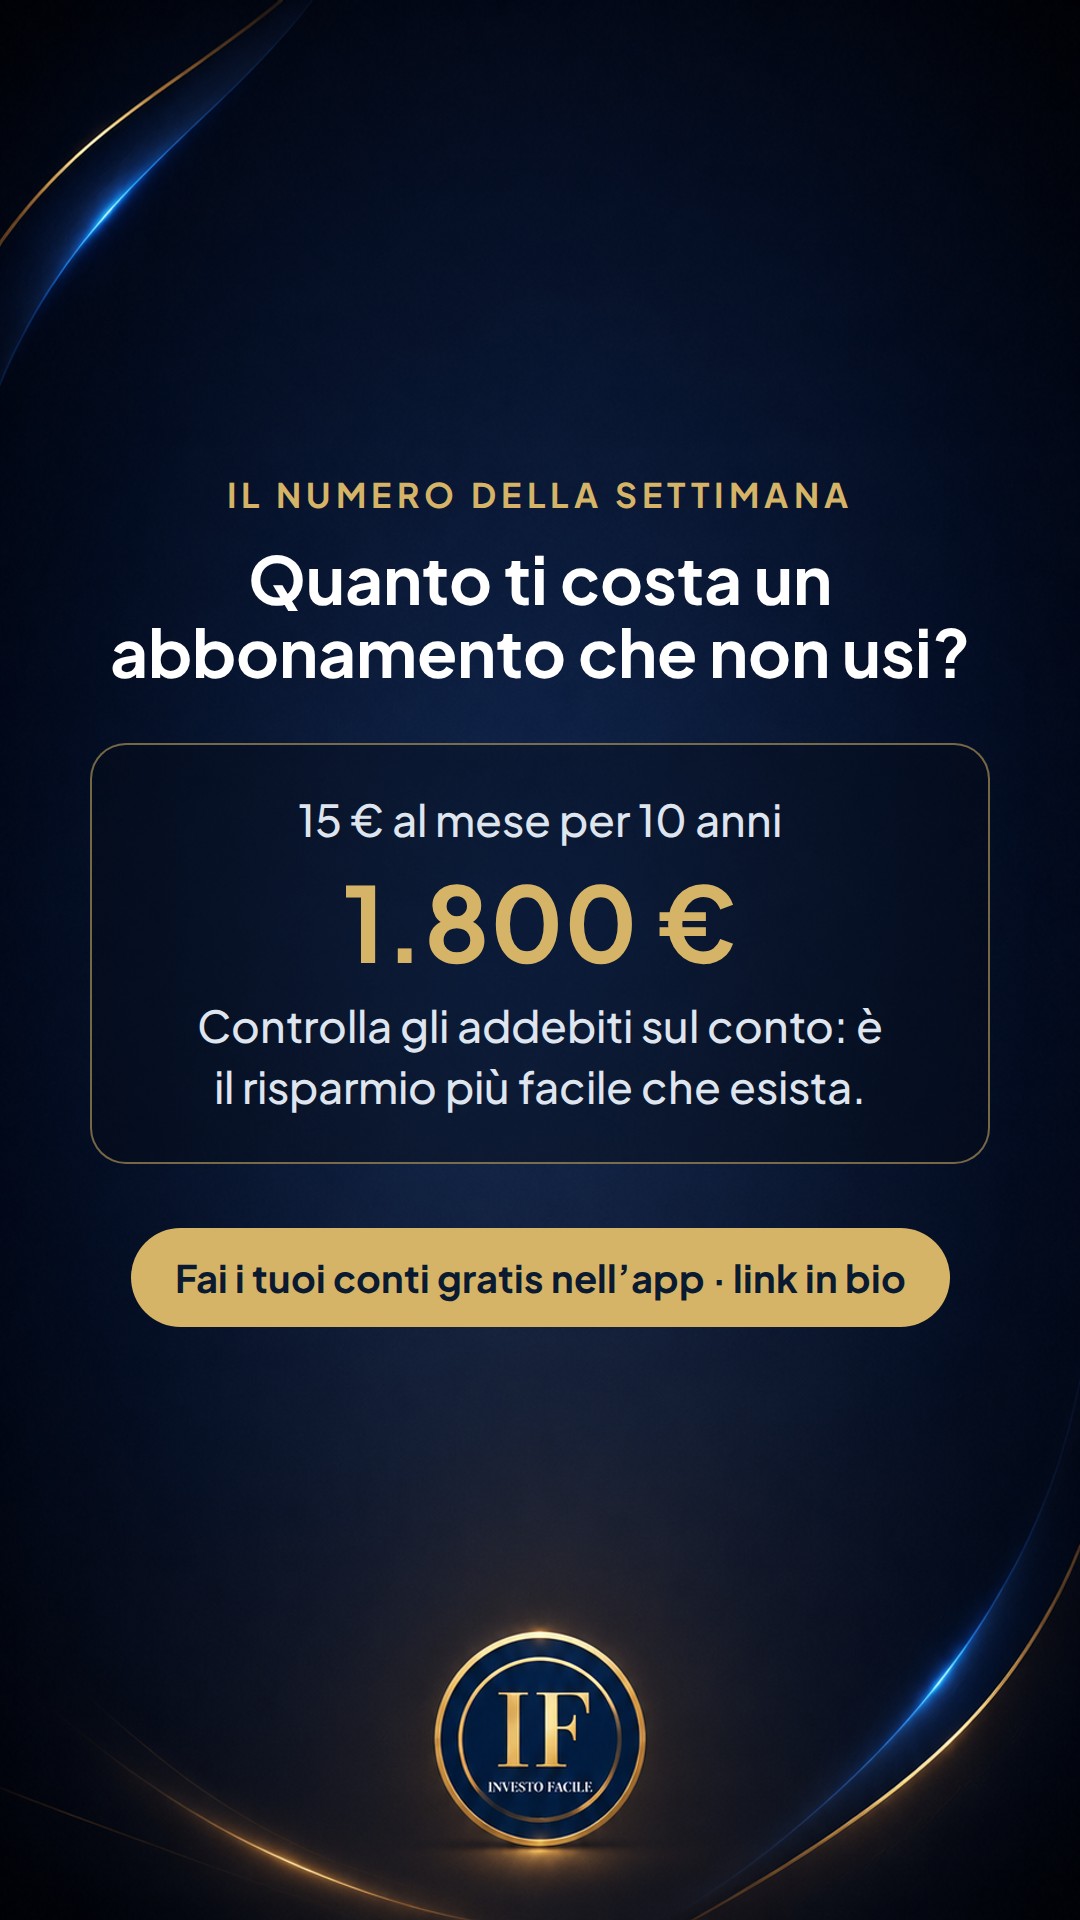 IL NUMERO DELLA SETTIMANA
Quanto ti costa un
abbonamento che non usi?
15 € al mese per 10 anni
1.800 €
Controlla gli addebiti sul conto: è
il risparmio più facile che esista.
Fai i tuoi conti gratis nell’app · link in bio
IF
INVESTO FACILE